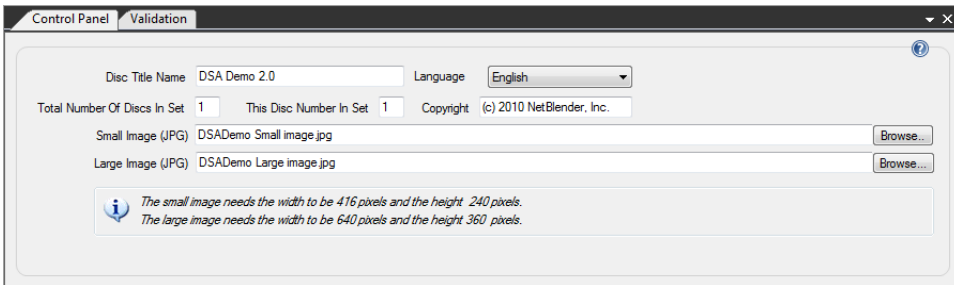 Control Panel Validation
Disc Title Name DSA Demo 2.0 Language English
Total Number Of Discs In Set 1 This Disc Number In Set 1 Copyright (c) 2010 NetBlender, Inc.
Small Image (JPG) DSADemo Small image.jpg Browse..
Large Image (JPG) DSADemo Large image.jpg Browse...
The small image needs the width to be 416 pixels and the height 240 pixels.
The large image needs the width to be 640 pixels and the height 360 pixels.